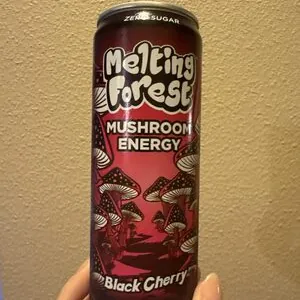 ZERO SUGAR
Melting
Forest
MUSHROOM
ENERGY
Black Cherry